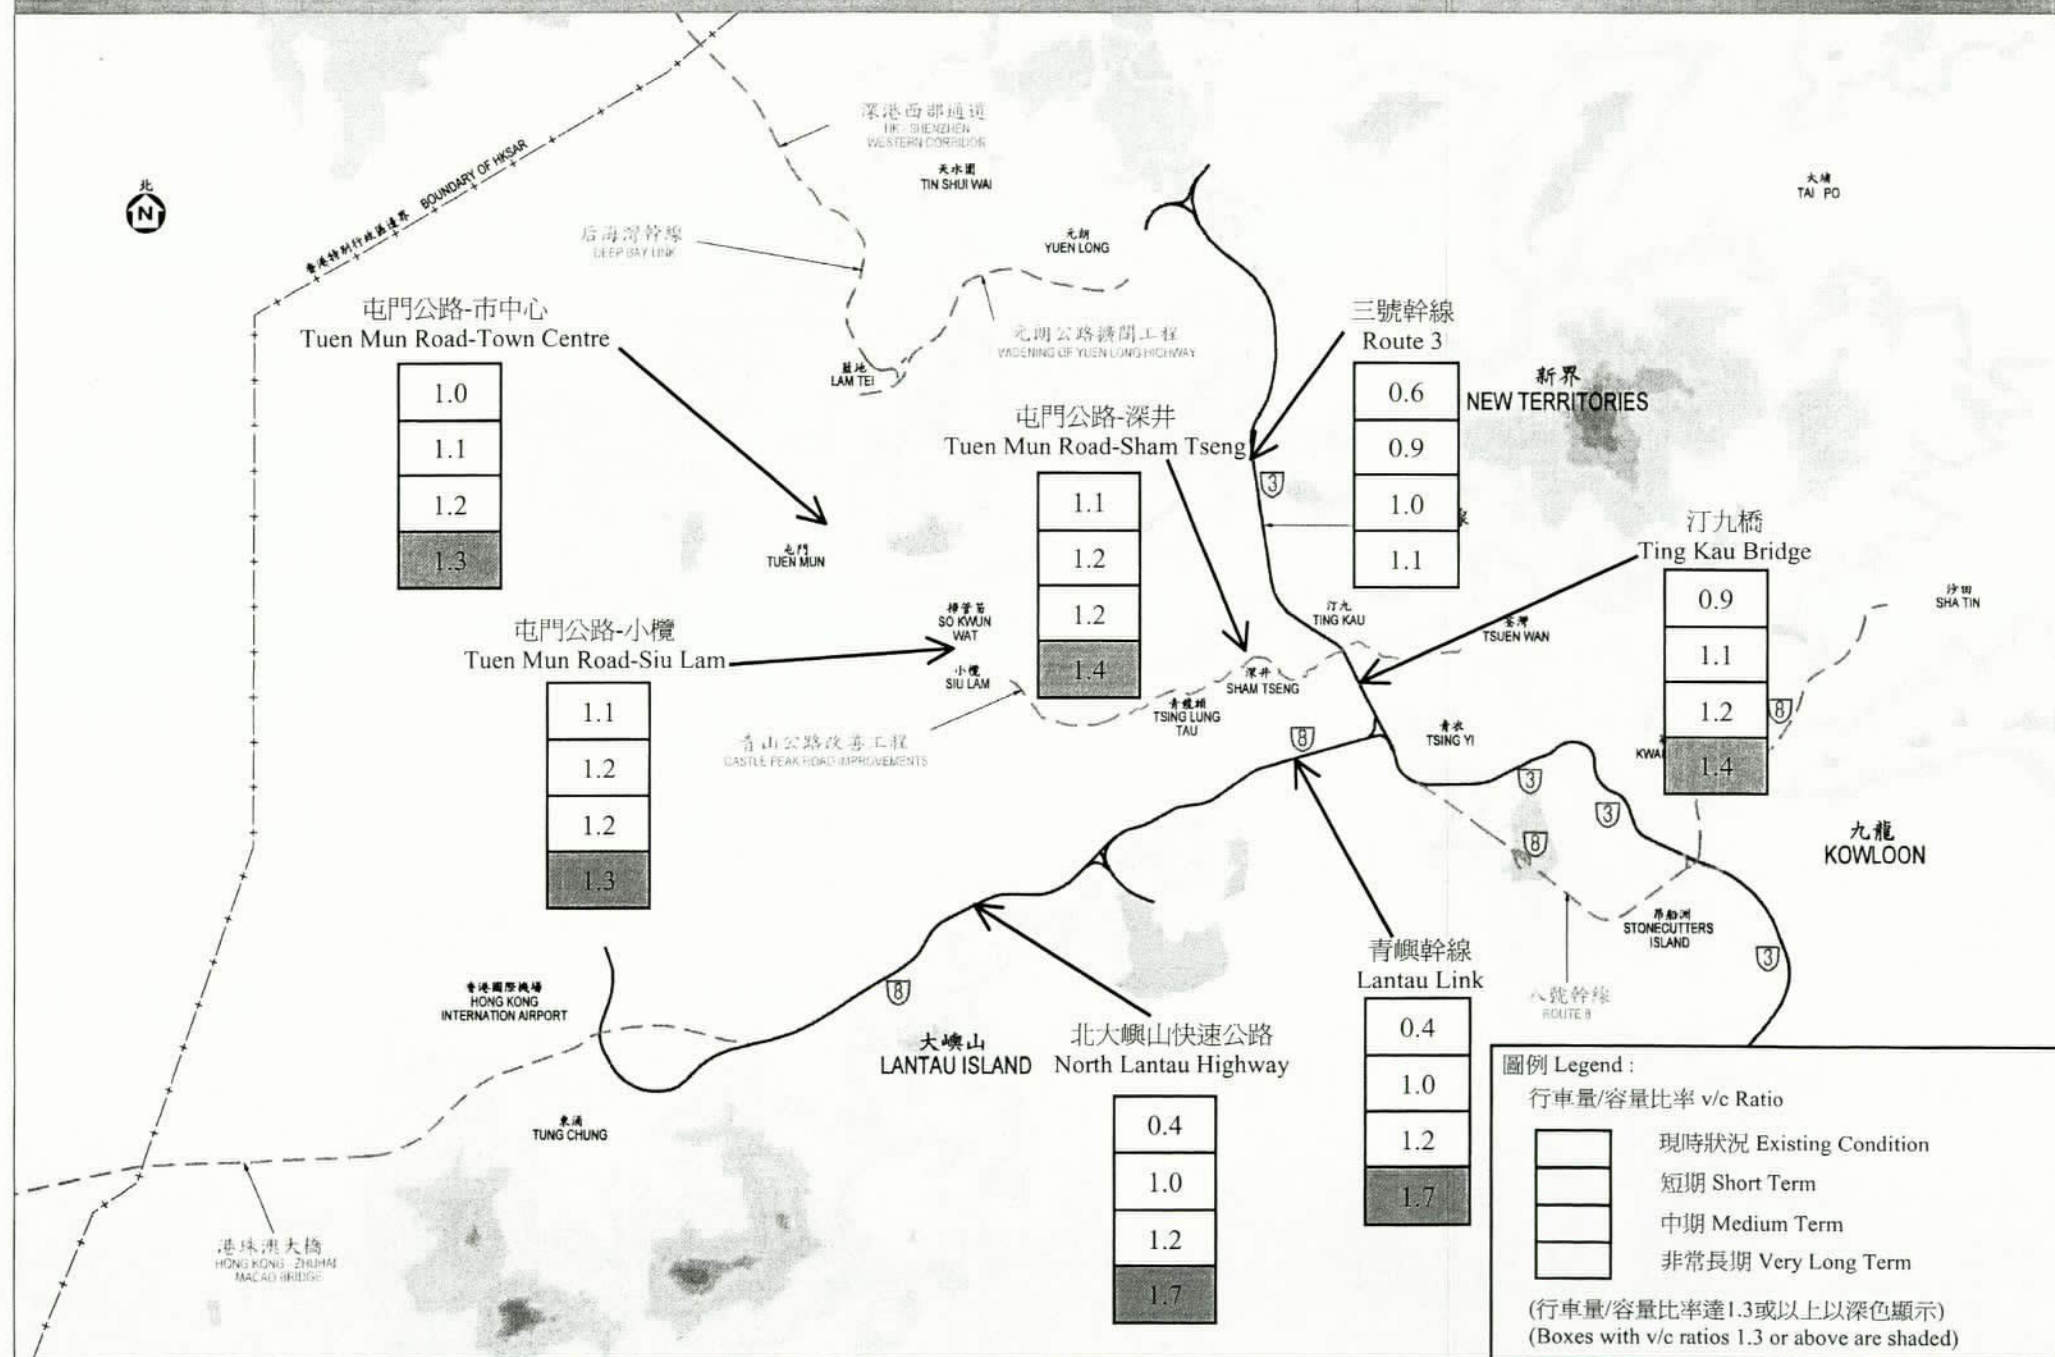 深港西部通道
HK - SHENZHEN
WESTERN CORRIDOR
天水圍
TIN SHUI WAI
大埔
TAI PO
北
N
香港特別行政區邊界 BOUNDARY OF HKSAR
后海灣幹線
DEEP BAY LINK
元朗
YUEN LONG
屯門公路-市中心
Tuen Mun Road-Town Centre
1.0
1.1
1.2
1.3
元朗公路擴闊工程
WIDENING OF YUEN LONG HIGHWAY
藍地
LAM TEI
三號幹線
Route 3
0.6
0.9
1.0
1.1
線
新界
NEW TERRITORIES
屯門公路-深井
Tuen Mun Road-Sham Tseng
1.1
1.2
1.2
1.4
3
汀九橋
Ting Kau Bridge
0.9
1.1
1.2
1.4
屯門
TUEN MUN
掃管笏
SO KWUN
WAT
汀九
TING KAU
荃灣
TSUEN WAN
沙田
SHA TIN
屯門公路-小欖
Tuen Mun Road-Siu Lam
1.1
1.2
1.2
1.3
小欖
SIU LAM
深井
SHAM TSENG
青龍頭
TSING LUNG
TAU
青山公路改善工程
CASTLE PEAK ROAD IMPROVEMENTS
8
青衣
TSING YI
KWAI
8
3
3
8
九龍
KOWLOON
昂船洲
STONECUTTERS
ISLAND
3
八號幹線
ROUTE 8
青嶼幹線
Lantau Link
0.4
1.0
1.2
1.7
香港國際機場
HONG KONG
INTERNATION AIRPORT
8
大嶼山
LANTAU ISLAND
北大嶼山快速公路
North Lantau Highway
0.4
1.0
1.2
1.7
東涌
TUNG CHUNG
港珠澳大橋
HONG KONG - ZHUHAI
MACAO BRIDGE
圖例 Legend :
行車量/容量比率 v/c Ratio
現時狀況 Existing Condition
短期 Short Term
中期 Medium Term
非常長期 Very Long Term
(行車量/容量比率達1.3或以上以深色顯示)
(Boxes with v/c ratios 1.3 or above are shaded)